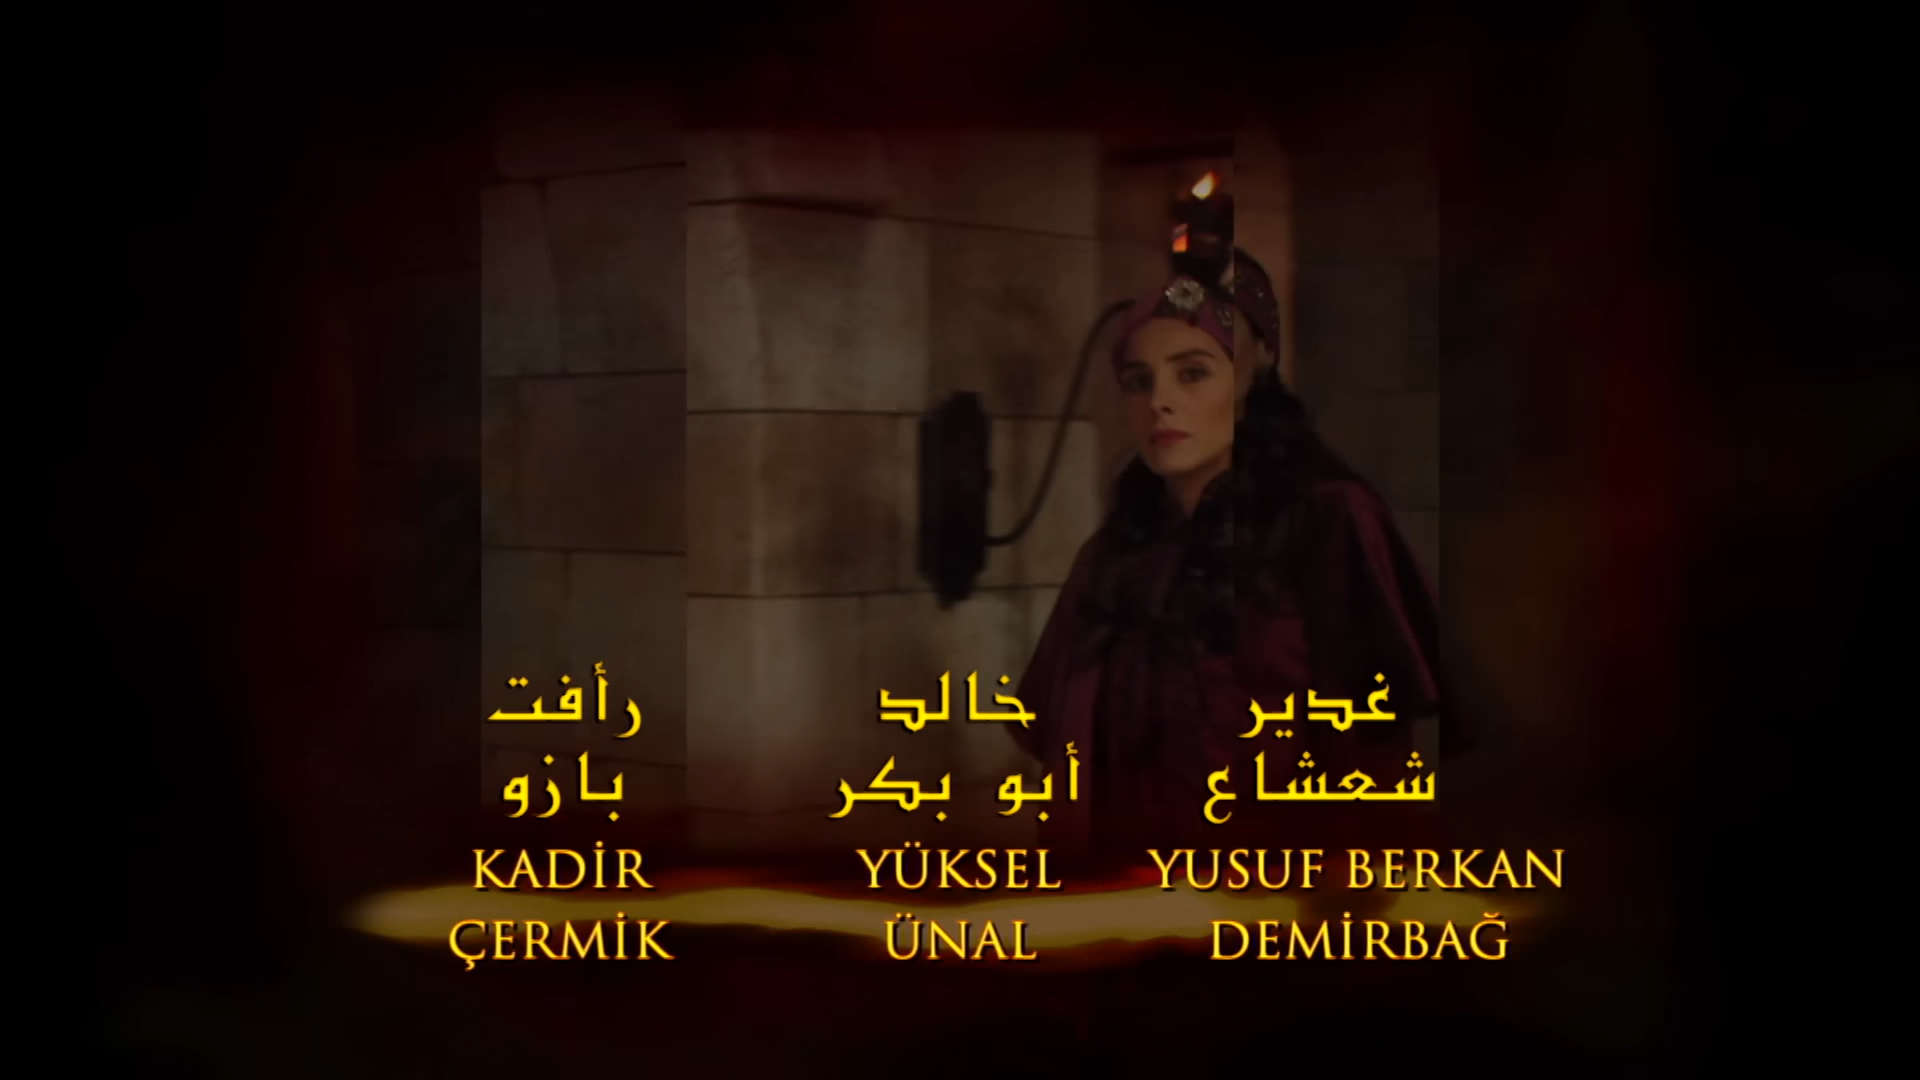 رأفت خالد غدير
بازو أبو بكر شعشاع
KADİR YÜKSEL YUSUF BERKAN
ÇERMİK ÜNAL DEMİRBAĞ